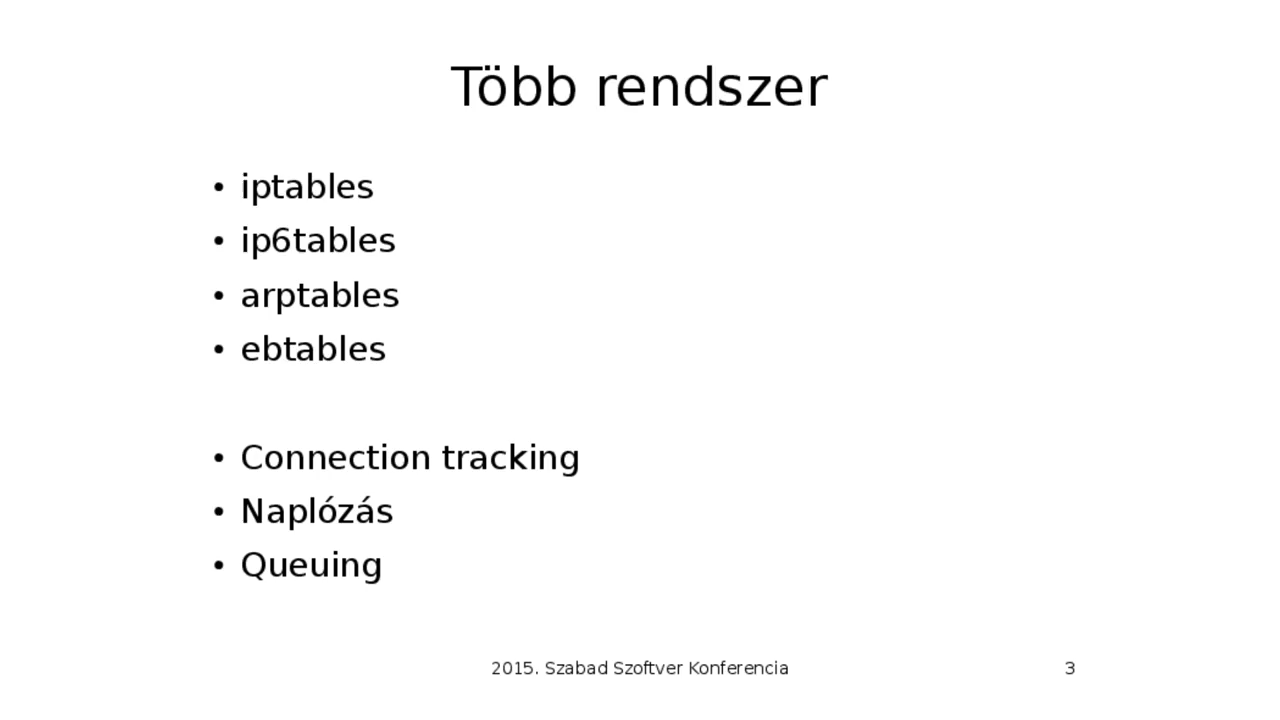 Több rendszer
• iptables
• ip6tables
• arptables
• ebtables
• Connection tracking
• Naplózás
• Queuing
2015. Szabad Szoftver Konferencia 3